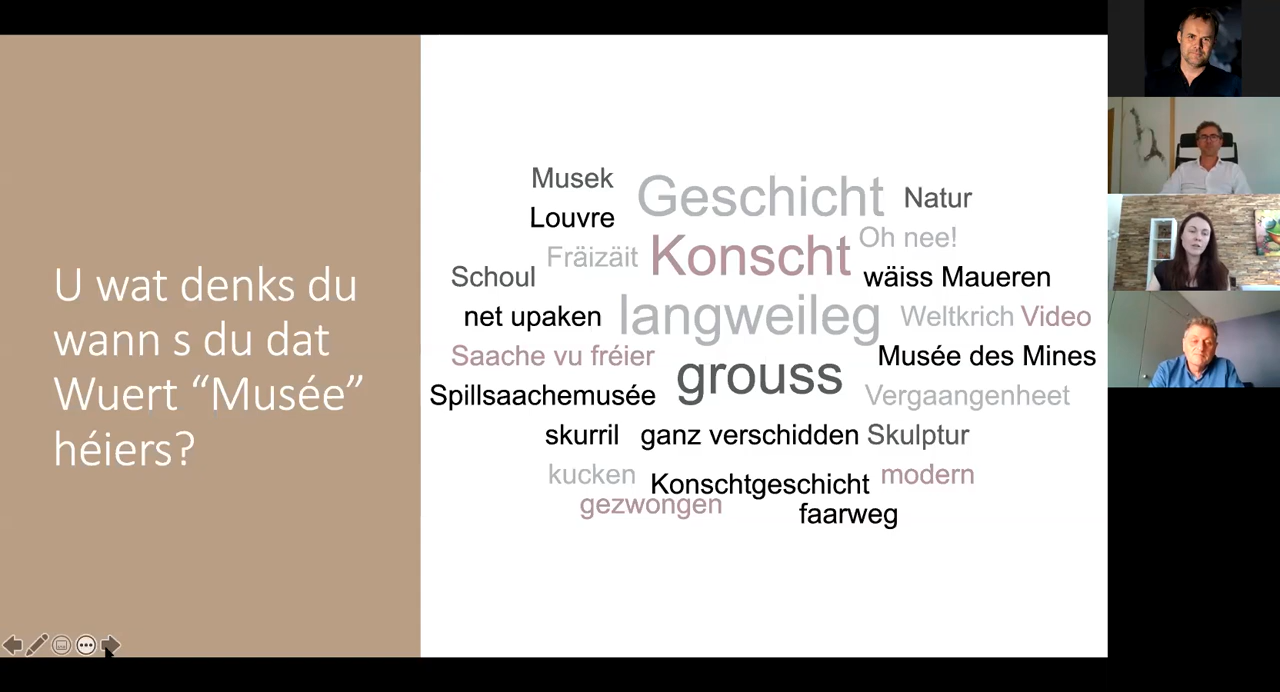 U wat denks du
wann s du dat
Wuert “Musée”
héiers?
Musek
Geschicht
Natur
Louvre
Oh nee!
Fräizäit
Konscht
Schoul
wäiss Maueren
net upaken
langweileg
Weltkrich
Video
Saache vu fréier
Musée des Mines
grouss
Spillsaachemusée
Vergaangenheet
skurril
ganz verschidden
Skulptur
kucken
Konschtgeschicht
modern
gezwongen
faarweg